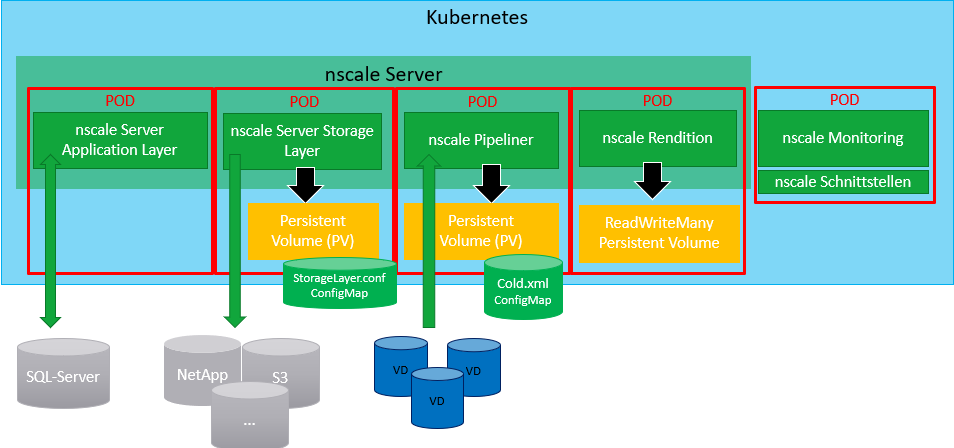 Kubernetes
nscale Server
POD
nscale Server
Application Layer
POD
nscale Server Storage
Layer
POD
nscale Pipeliner
POD
nscale Rendition
POD
nscale Monitoring
nscale Schnittstellen
Persistent
Volume (PV)
Persistent
Volume (PV)
ReadWriteMany
Persistent Volume
StorageLayer.conf
ConfigMap
Cold.xml
ConfigMap
SQL-Server
NetApp
S3
...
VD
VD
VD